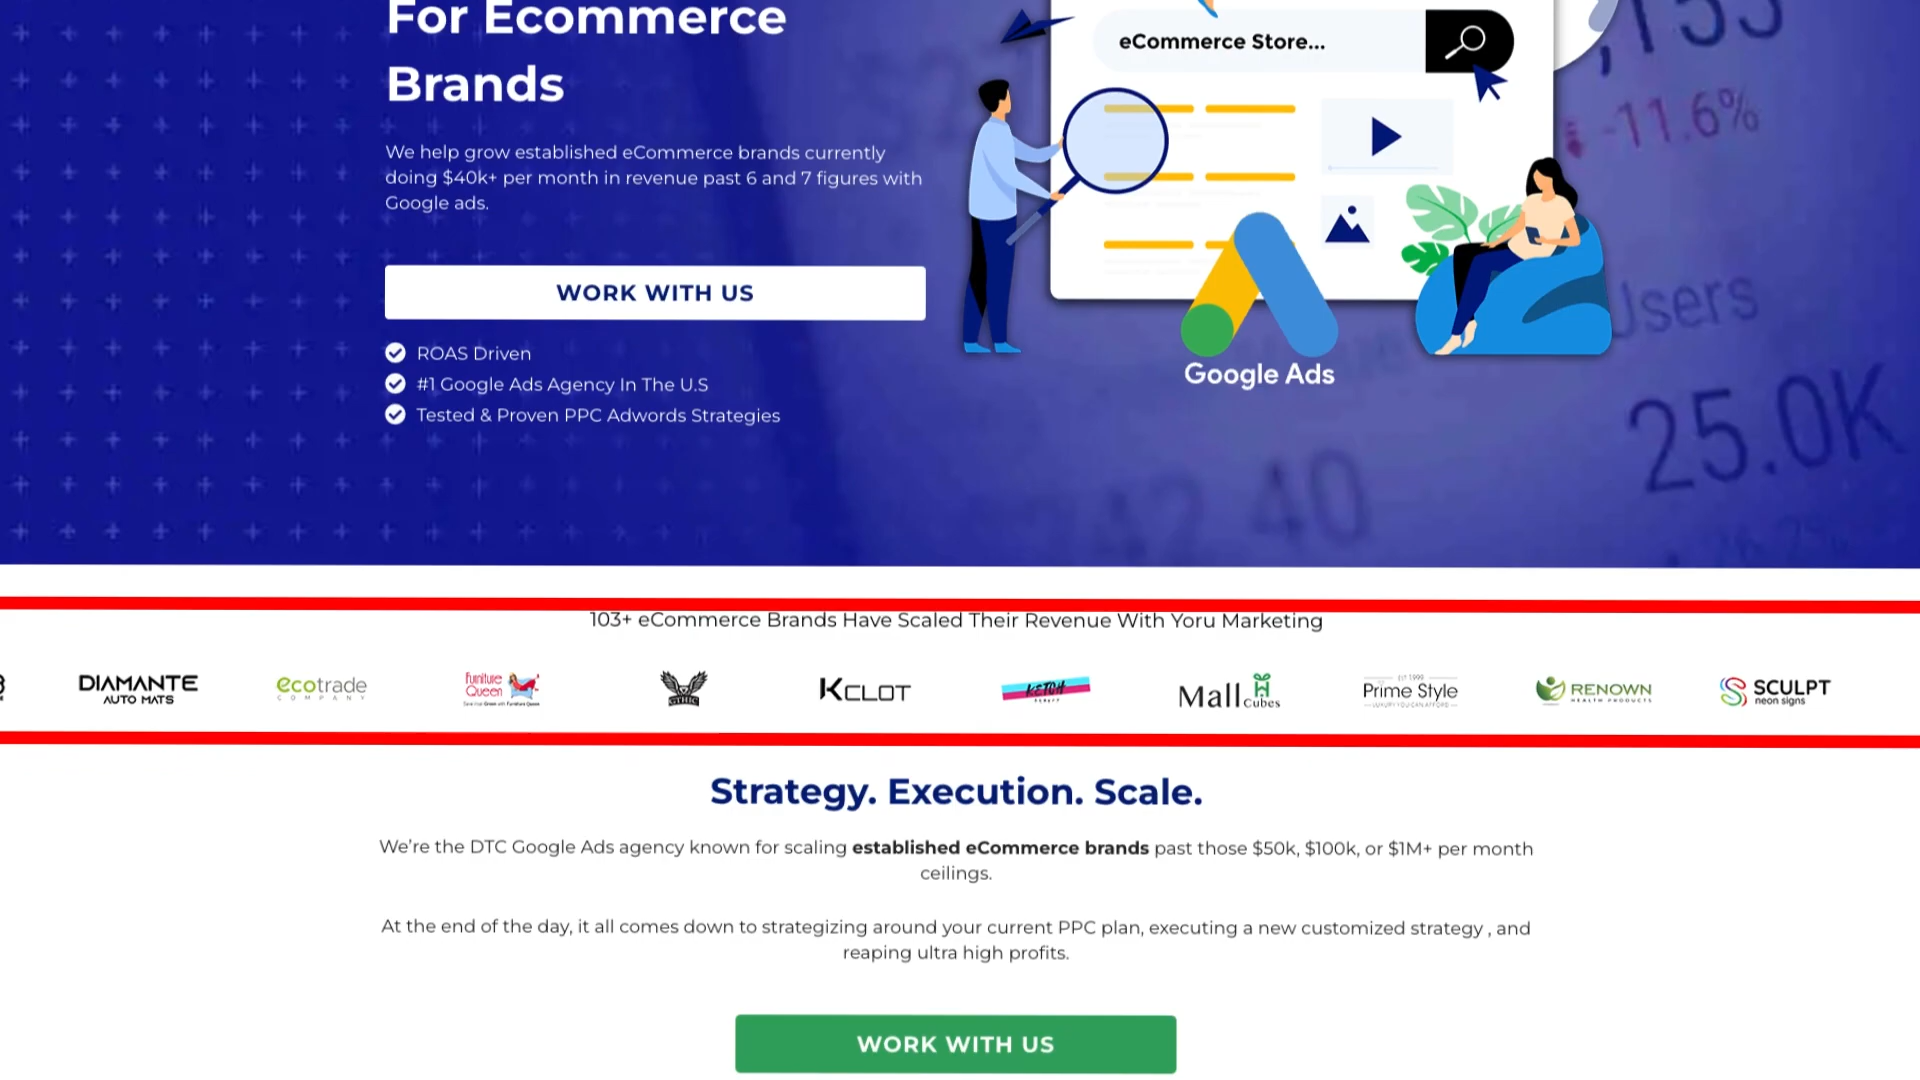 For Ecommerce
Brands
We help grow established eCommerce brands currently
doing $40k+ per month in revenue past 6 and 7 figures with
Google ads.
WORK WITH US
ROAS Driven
#1 Google Ads Agency In The U.S
Tested & Proven PPC Adwords Strategies
eCommerce Store...
Google Ads
-11.6%
Users
25.0K
103+ eCommerce Brands Have Scaled Their Revenue With Yoru Marketing
DIAMANTE
AUTO MATS
ecotrade
COMPANY
Furniture
Queen
KCLOT
KETCH
Mall Cubes
Prime Style
RENOWN
HEALTH PRODUCTS
SCULPT
neon signs
Strategy. Execution. Scale.
We're the DTC Google Ads agency known for scaling established eCommerce brands past those $50k, $100k, or $1M+ per month
ceilings.
At the end of the day, it all comes down to strategizing around your current PPC plan, executing a new customized strategy , and
reaping ultra high profits.
WORK WITH US